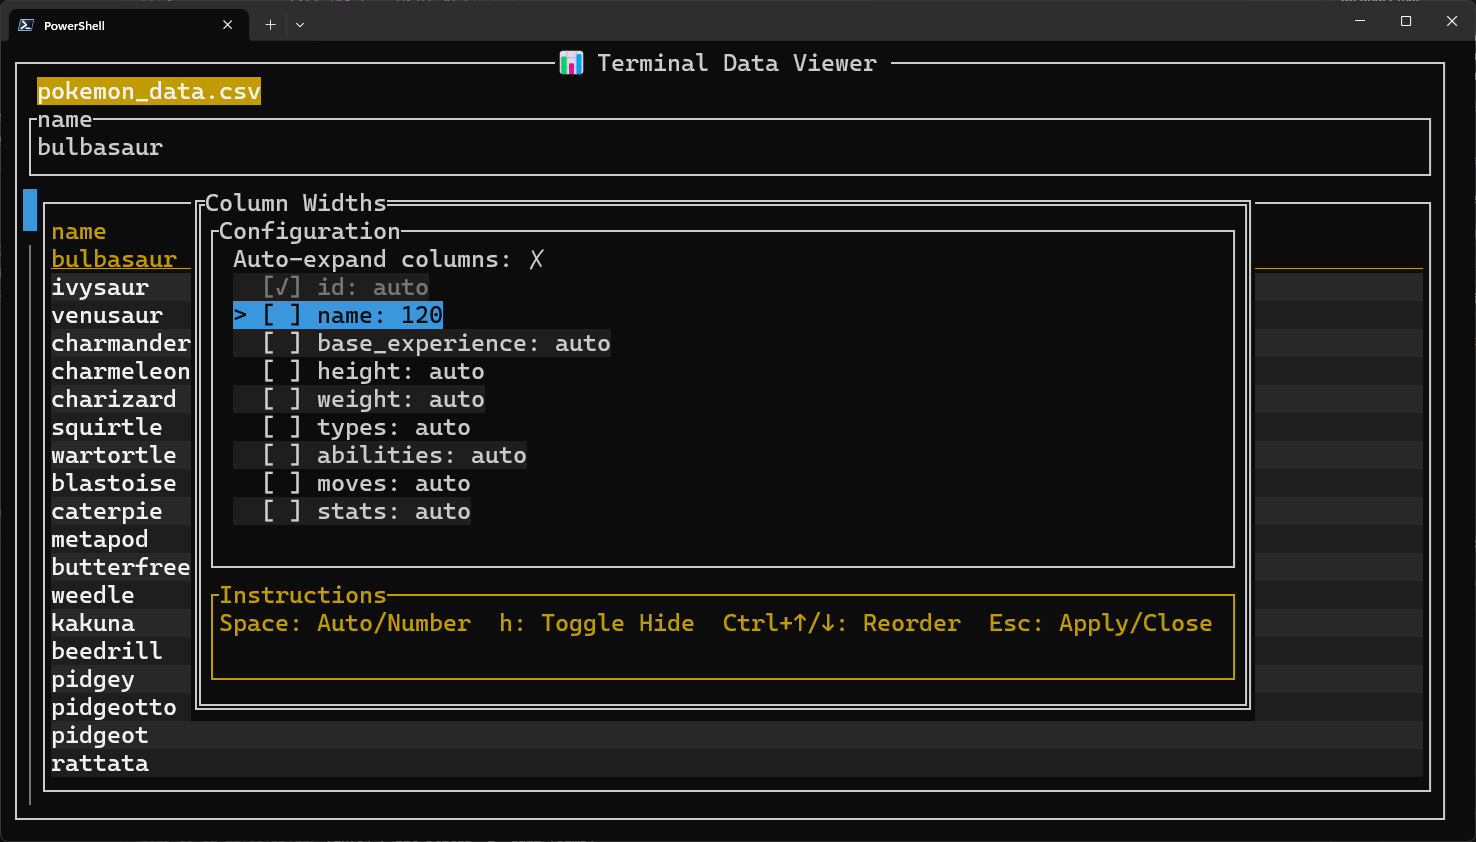 PowerShell
Terminal Data Viewer
pokemon_data.csv
name
bulbasaur
Column Widths
Configuration
Auto-expand columns: ╳
[√] id: auto
> [ ] name: 120
[ ] base_experience: auto
[ ] height: auto
[ ] weight: auto
[ ] types: auto
[ ] abilities: auto
[ ] moves: auto
[ ] stats: auto
Instructions
Space: Auto/Number  h: Toggle Hide  Ctrl+↑/↓: Reorder  Esc: Apply/Close
name
bulbasaur
ivysaur
venusaur
charmander
charmeleon
charizard
squirtle
wartortle
blastoise
caterpie
metapod
butterfree
weedle
kakuna
beedrill
pidgey
pidgeotto
pidgeot
rattata